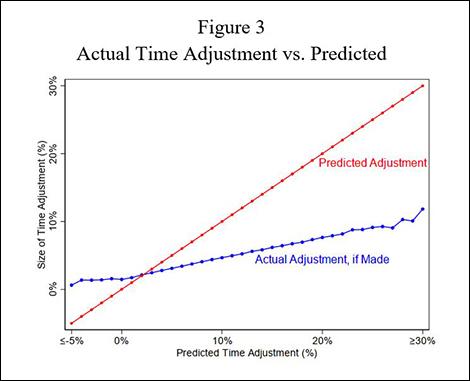 Figure 3
Actual Time Adjustment vs. Predicted
Size of Time Adjustment (%)
30%
20%
10%
0%
Predicted Adjustment
Actual Adjustment, if Made
≤-5% 0% 10% 20% ≥30%
Predicted Time Adjustment (%)